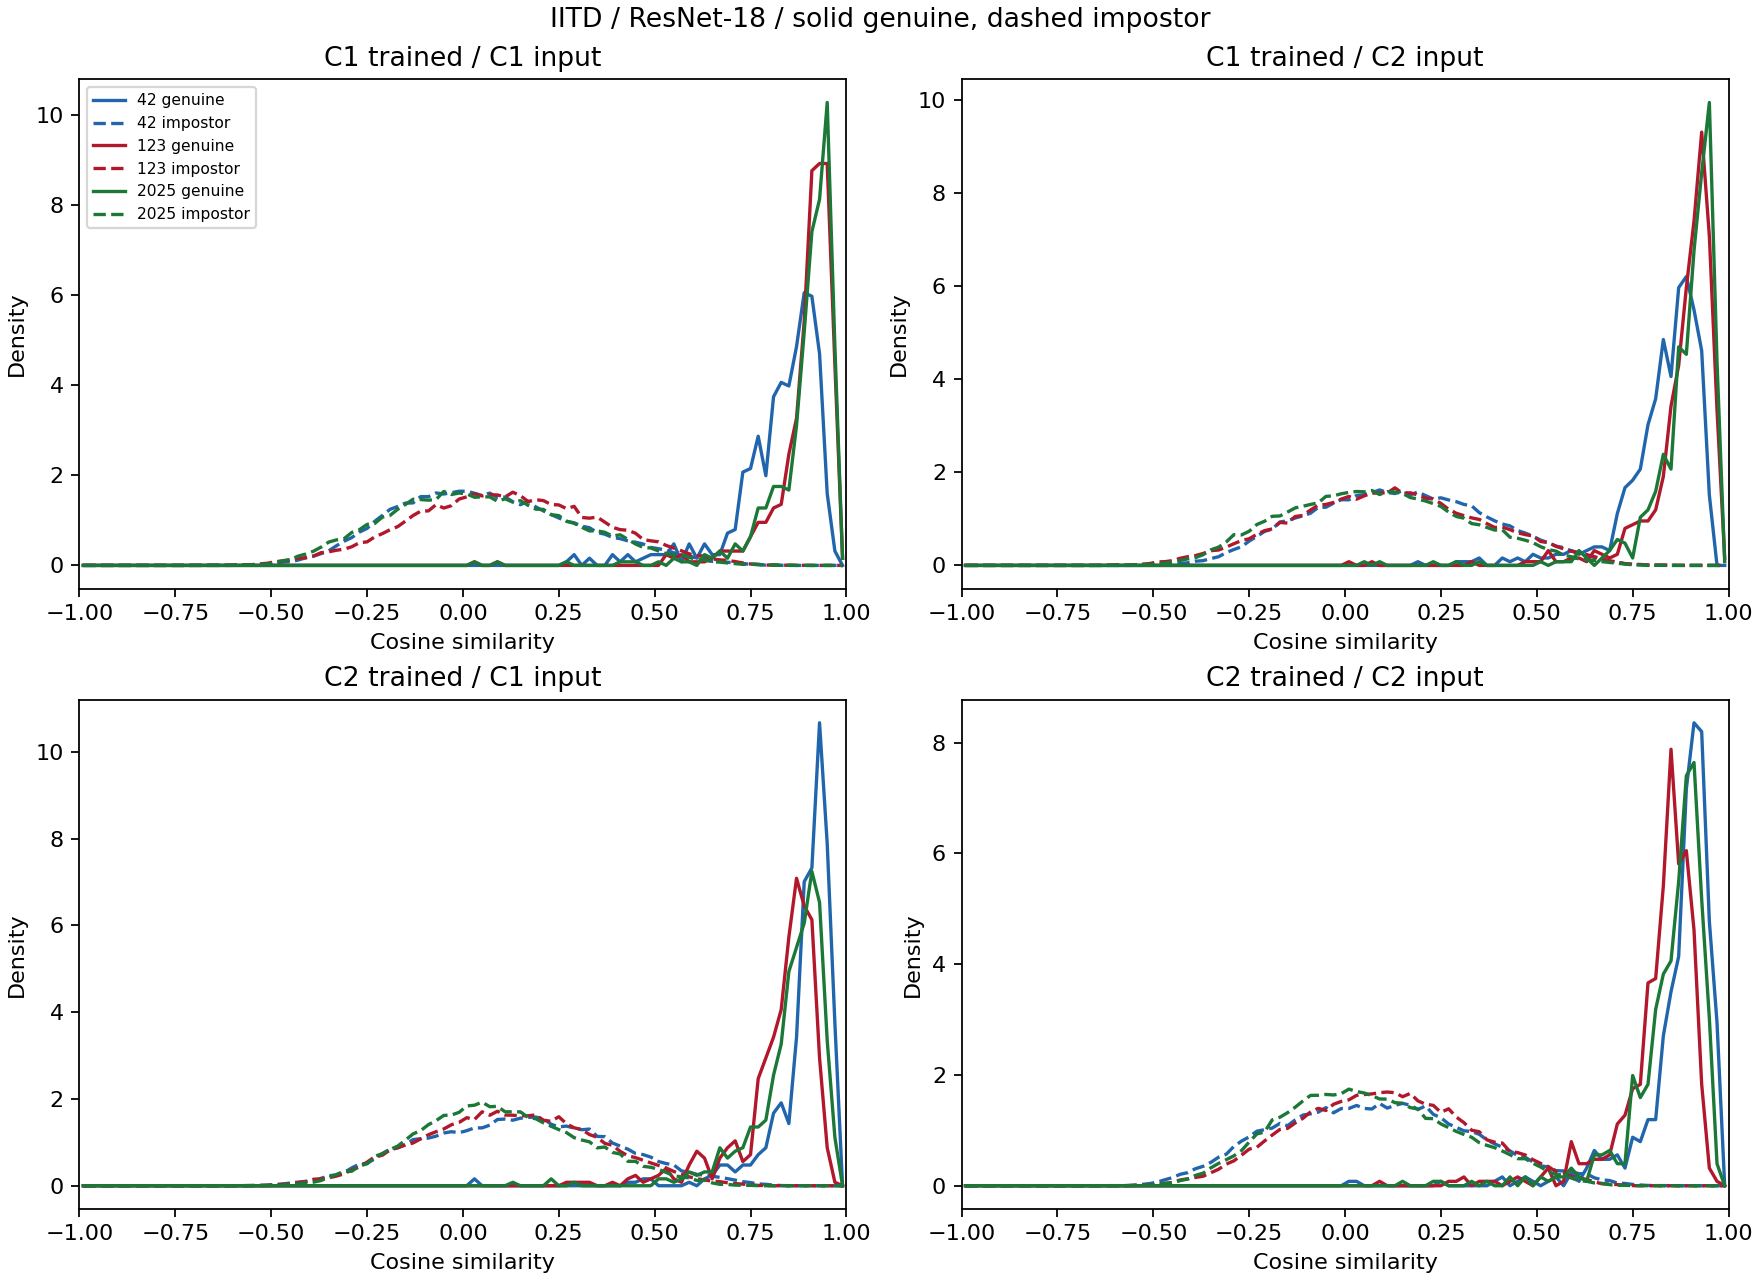 IITD / ResNet-18 / solid genuine, dashed impostor
C1 trained / C1 input
Density
10
8
6
4
2
0
42 genuine
42 impostor
123 genuine
123 impostor
2025 genuine
2025 impostor
−1.00 −0.75 −0.50 −0.25 0.00 0.25 0.50 0.75 1.00
Cosine similarity
C1 trained / C2 input
Density
10
8
6
4
2
0
−1.00 −0.75 −0.50 −0.25 0.00 0.25 0.50 0.75 1.00
Cosine similarity
C2 trained / C1 input
Density
10
8
6
4
2
0
−1.00 −0.75 −0.50 −0.25 0.00 0.25 0.50 0.75 1.00
Cosine similarity
C2 trained / C2 input
Density
8
6
4
2
0
−1.00 −0.75 −0.50 −0.25 0.00 0.25 0.50 0.75 1.00
Cosine similarity